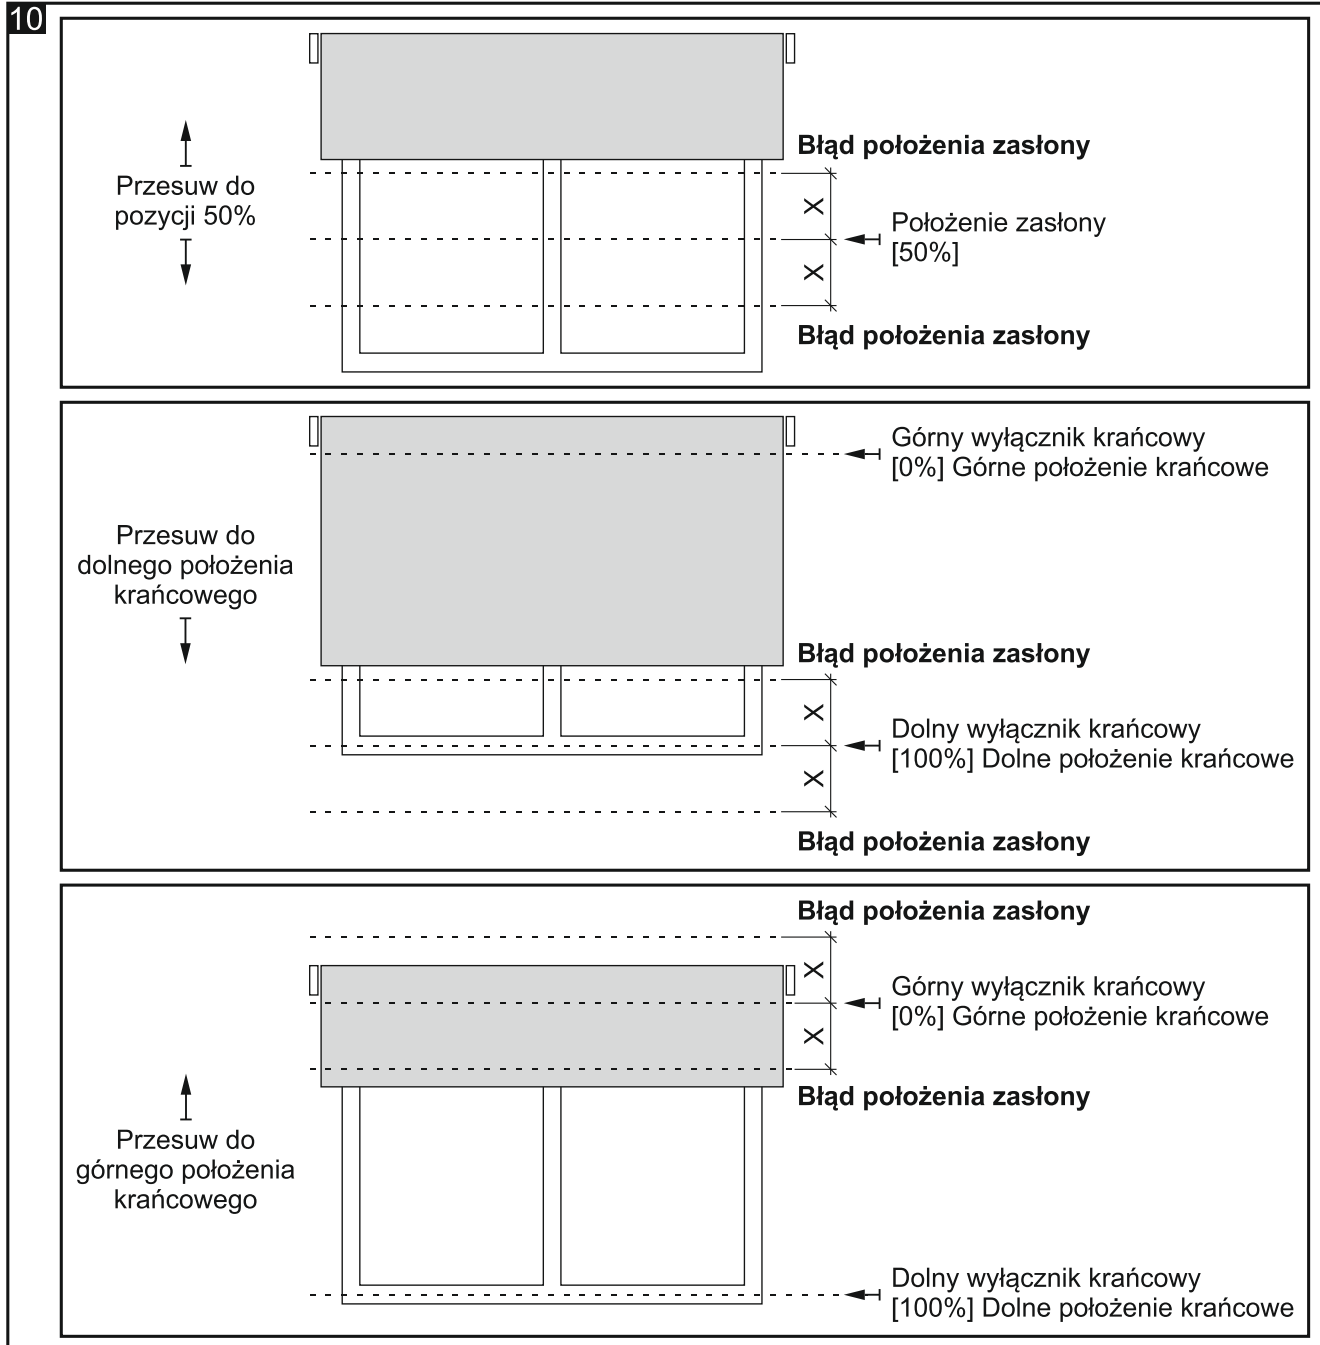 10
Błąd położenia zasłony
Przesuw do
pozycji 50%
X
Położenie zasłony
[50%]
X
Błąd położenia zasłony
Górny wyłącznik krańcowy
[0%] Górne położenie krańcowe
Przesuw do
dolnego położenia
krańcowego
Błąd położenia zasłony
X
Dolny wyłącznik krańcowy
[100%] Dolne położenie krańcowe
X
Błąd położenia zasłony
Błąd położenia zasłony
X
Górny wyłącznik krańcowy
[0%] Górne położenie krańcowe
X
Błąd położenia zasłony
Przesuw do
górnego położenia
krańcowego
Dolny wyłącznik krańcowy
[100%] Dolne położenie krańcowe